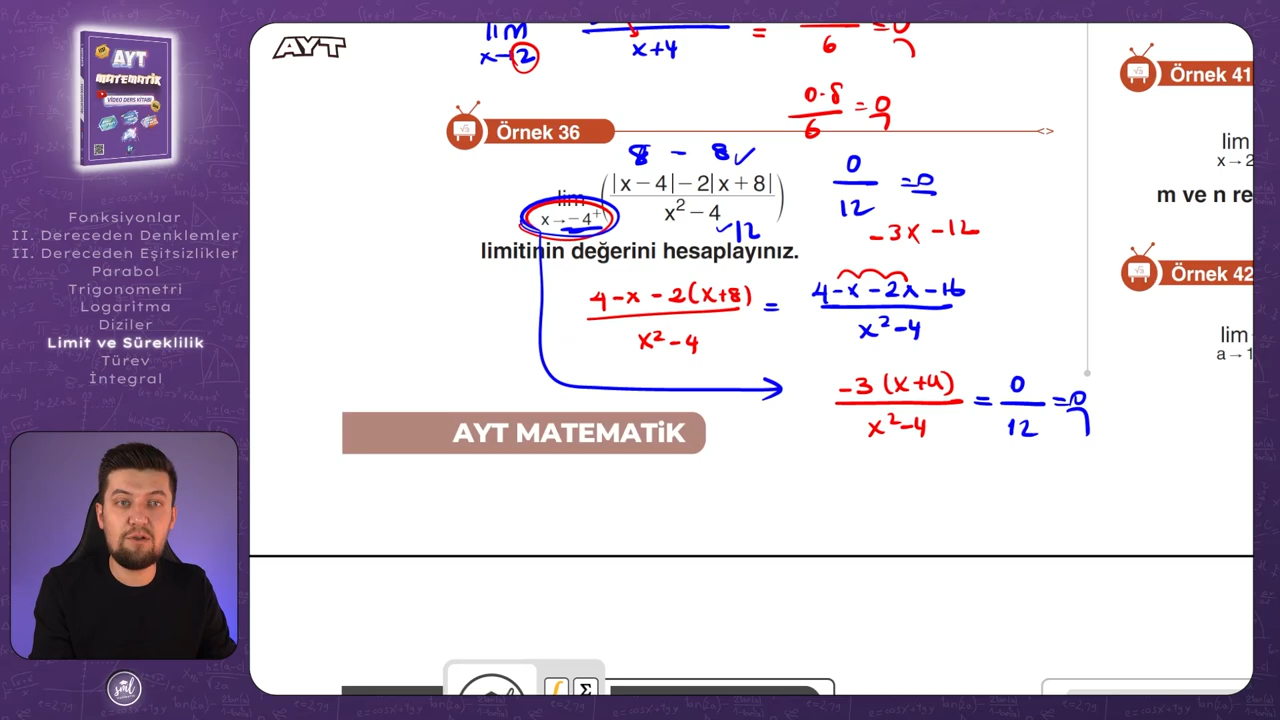 AYT
MATEMATİK
VİDEO DERS KİTABI
Fonksiyonlar
II. Dereceden Denklemler
II. Dereceden Eşitsizlikler
Parabol
Trigonometri
Logaritma
Diziler
Limit ve Süreklilik
Türev
İntegral
sml
AYT
lim
x→2
x+4
=
6
=0
0·8
6
=0
Örnek 36
8 - 8 ✓
lim x→-4⁺ (|x-4|-2|x+8| / x²-4)
✓12
0/12 =0
-3x-12
limitinin değerini hesaplayınız.
4-x-2(x+8) / x²-4 = 4-x-2x-16 / x²-4
-3(x+4) / x²-4 = 0/12 =0
AYT MATEMATİK
Örnek 41
lim
x→2
m ve n re
Örnek 42
lim
a→1
∫ Σ